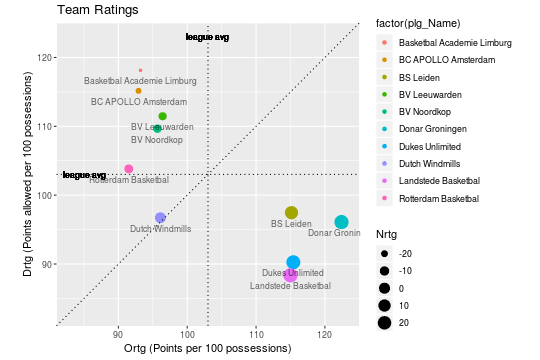 Team Ratings
league avg
120
110
100
90
Drtg (Points allowed per 100 possessions)
Basketbal Academie Limburg
BC APOLLO Amsterdam
BV Leeuwarden
BV Noordkop
league avg
Rotterdam Basketbal
Dutch Windmills
BS Leiden
Donar Gronin
Dukes Unlimited
Landstede Basketbal
90
100
110
120
Ortg (Points per 100 possessions)
factor(plg_Name)
Basketbal Academie Limburg
BC APOLLO Amsterdam
BS Leiden
BV Leeuwarden
BV Noordkop
Donar Groningen
Dukes Unlimited
Dutch Windmills
Landstede Basketbal
Rotterdam Basketbal
Nrtg
-20
-10
0
10
20